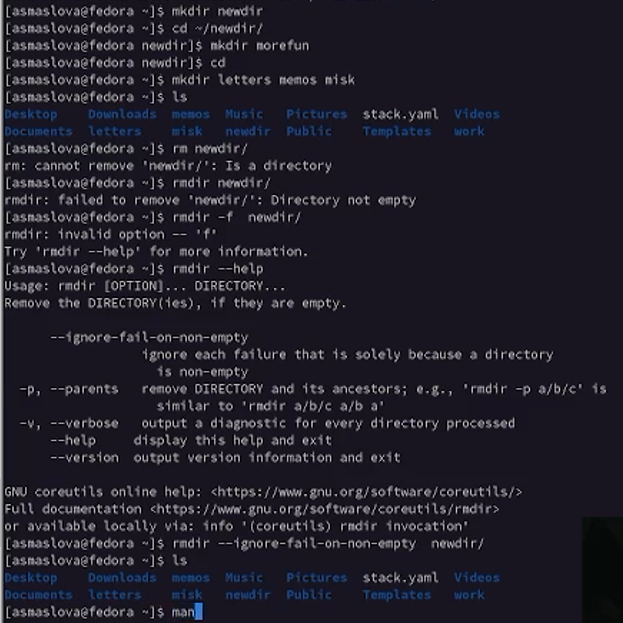 [asmaslova@fedora ~]$ mkdir newdir
[asmaslova@fedora ~]$ cd ~/newdir/
[asmaslova@fedora newdir]$ mkdir morefun
[asmaslova@fedora newdir]$ cd
[asmaslova@fedora ~]$ mkdir letters memos misk
[asmaslova@fedora ~]$ ls
Desktop    Downloads  memos  Music   Pictures  stack.yaml  Videos
Documents  letters    misk   newdir  Public    Templates   work
[asmaslova@fedora ~]$ rm newdir/
rm: cannot remove 'newdir/': Is a directory
[asmaslova@fedora ~]$ rmdir newdir/
rmdir: failed to remove 'newdir/': Directory not empty
[asmaslova@fedora ~]$ rmdir -f  newdir/
rmdir: invalid option -- 'f'
Try 'rmdir --help' for more information.
[asmaslova@fedora ~]$ rmdir --help
Usage: rmdir [OPTION]... DIRECTORY...
Remove the DIRECTORY(ies), if they are empty.
--ignore-fail-on-non-empty
ignore each failure that is solely because a directory
is non-empty
-p, --parents   remove DIRECTORY and its ancestors; e.g., 'rmdir -p a/b/c' is
similar to 'rmdir a/b/c a/b a'
-v, --verbose   output a diagnostic for every directory processed
--help     display this help and exit
--version  output version information and exit
GNU coreutils online help: <https://www.gnu.org/software/coreutils/>
Full documentation <https://www.gnu.org/software/coreutils/rmdir>
or available locally via: info '(coreutils) rmdir invocation'
[asmaslova@fedora ~]$ rmdir --ignore-fail-on-non-empty  newdir/
[asmaslova@fedora ~]$ ls
Desktop    Downloads  memos  Music   Pictures  stack.yaml  Videos
Documents  letters    misk   newdir  Public    Templates   work
[asmaslova@fedora ~]$ man